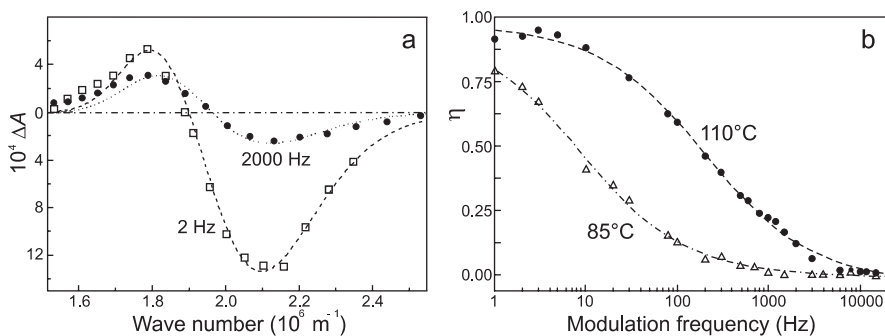 a
10⁴ ΔA
4
0
4
8
12
2000 Hz
2 Hz
1.6
1.8
2.0
2.2
2.4
Wave number (10⁶ m⁻¹)
b
η
1.00
0.75
0.50
0.25
0.00
110°C
85°C
1
10
100
1000
10000
Modulation frequency (Hz)